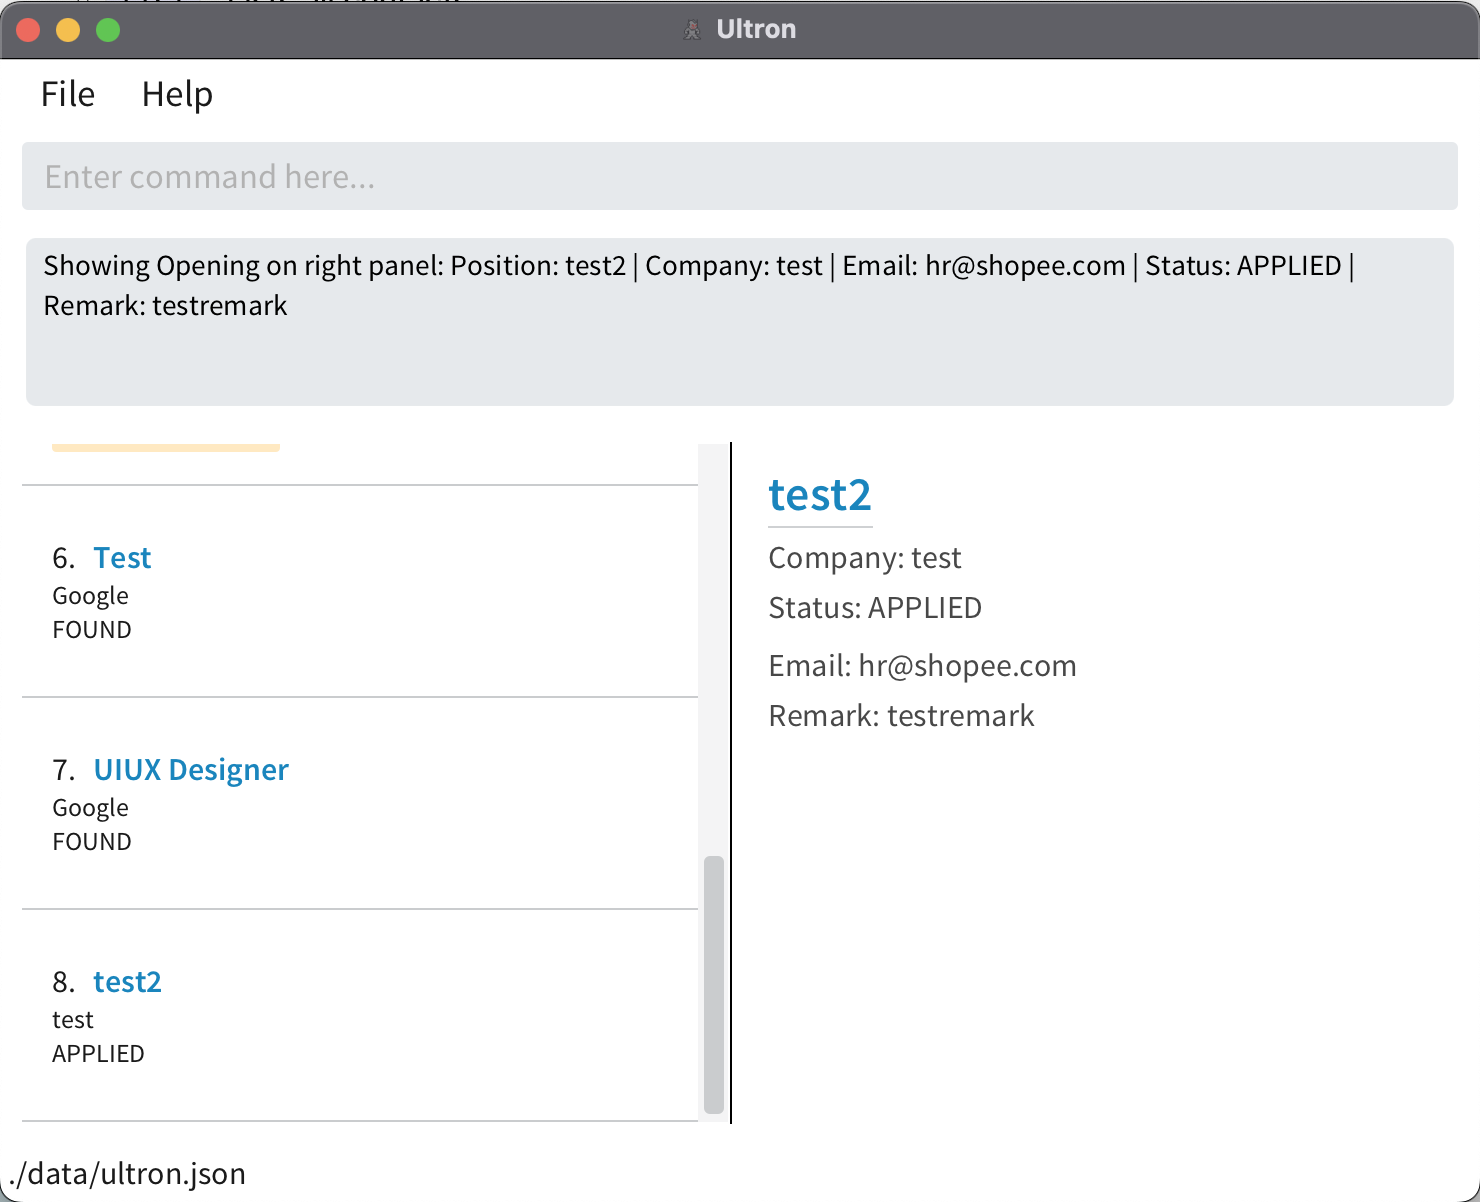 Ultron
File Help
Enter command here...
Showing Opening on right panel: Position: test2 | Company: test | Email: hr@shopee.com | Status: APPLIED |
Remark: testremark
6. Test
Google
FOUND
7. UIUX Designer
Google
FOUND
8. test2
test
APPLIED
test2
Company: test
Status: APPLIED
Email: hr@shopee.com
Remark: testremark
./data/ultron.json